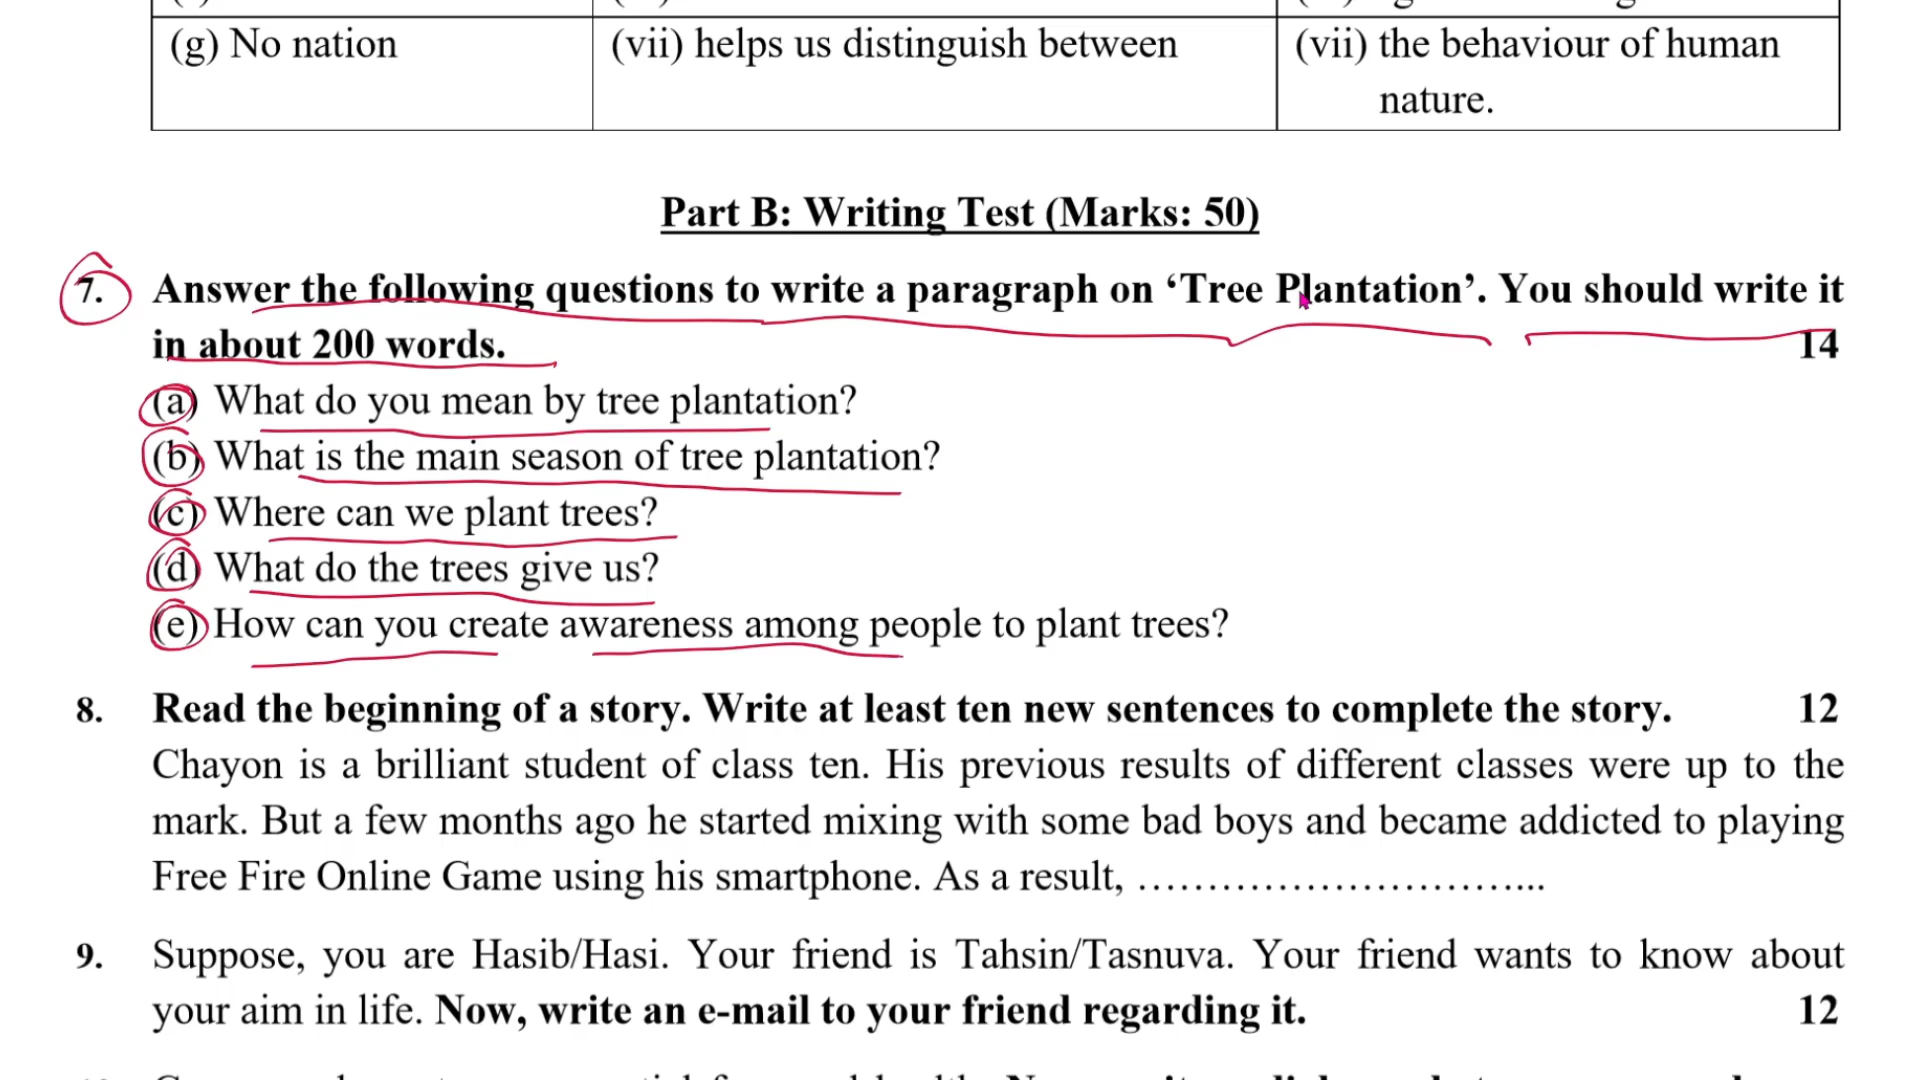 (g) No nation (vii) helps us distinguish between (vii) the behaviour of human
nature.
Part B: Writing Test (Marks: 50)
7. Answer the following questions to write a paragraph on ‘Tree Plantation’. You should write it
in about 200 words. 14
(a) What do you mean by tree plantation?
(b) What is the main season of tree plantation?
(c) Where can we plant trees?
(d) What do the trees give us?
(e) How can you create awareness among people to plant trees?
8. Read the beginning of a story. Write at least ten new sentences to complete the story. 12
Chayon is a brilliant student of class ten. His previous results of different classes were up to the
mark. But a few months ago he started mixing with some bad boys and became addicted to playing
Free Fire Online Game using his smartphone. As a result, …………………………...
9. Suppose, you are Hasib/Hasi. Your friend is Tahsin/Tasnuva. Your friend wants to know about
your aim in life. Now, write an e-mail to your friend regarding it. 12